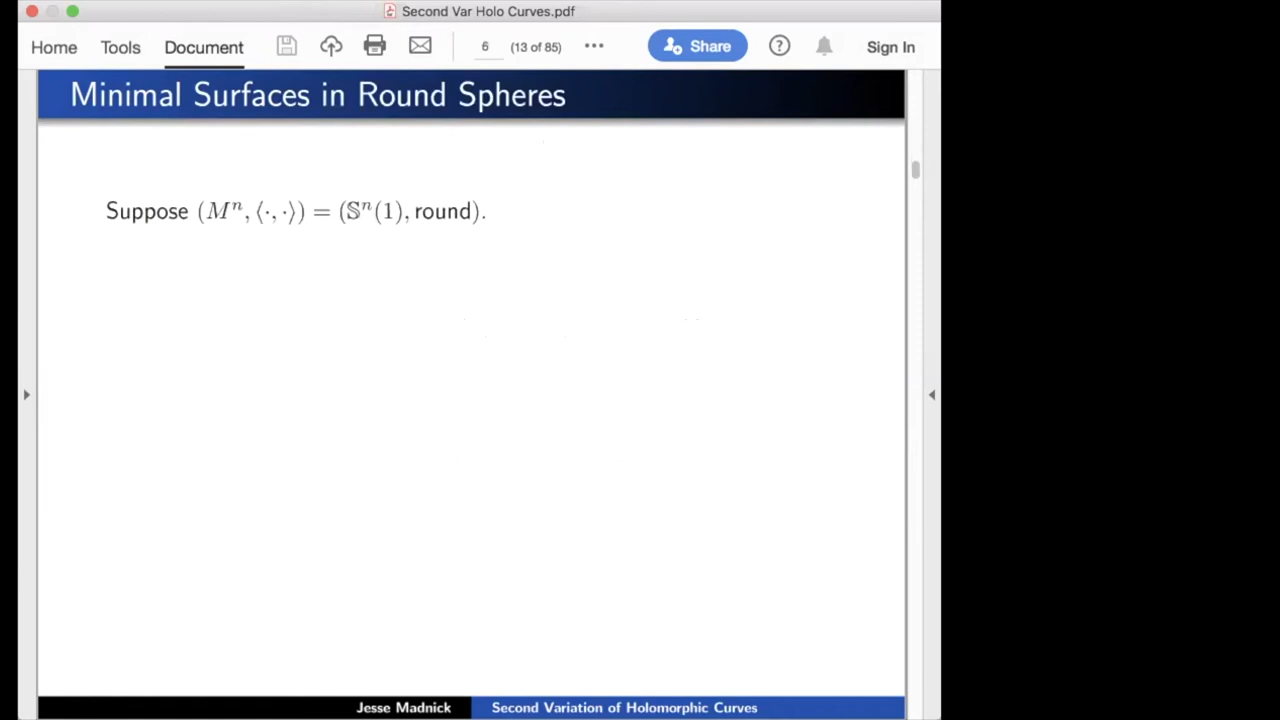 Second Var Holo Curves.pdf
Home Tools Document 6 (13 of 85) Share Sign In
Minimal Surfaces in Round Spheres
Suppose (Mⁿ, ⟨·, ·⟩) = (𝕊ⁿ(1), round).
Jesse Madnick Second Variation of Holomorphic Curves